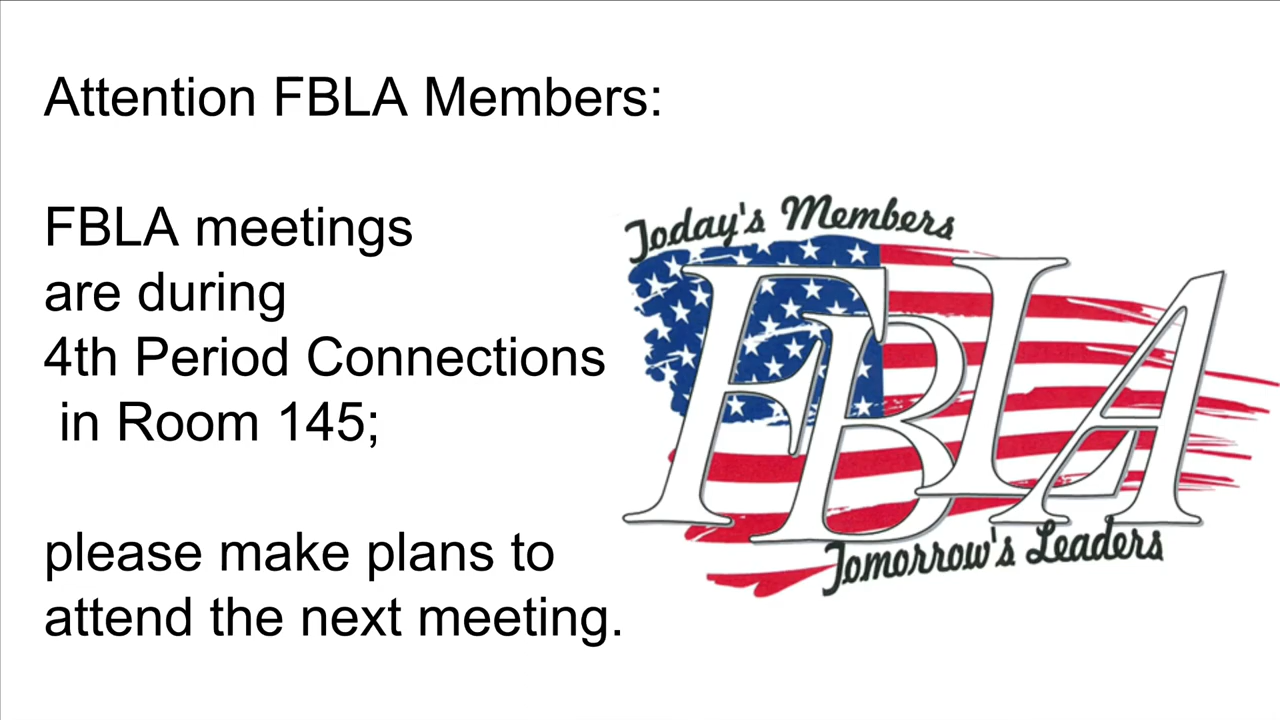 Attention FBLA Members:
FBLA meetings
are during
4th Period Connections
in Room 145;
please make plans to
attend the next meeting.
Today's Members
FBLA
Tomorrow's Leaders